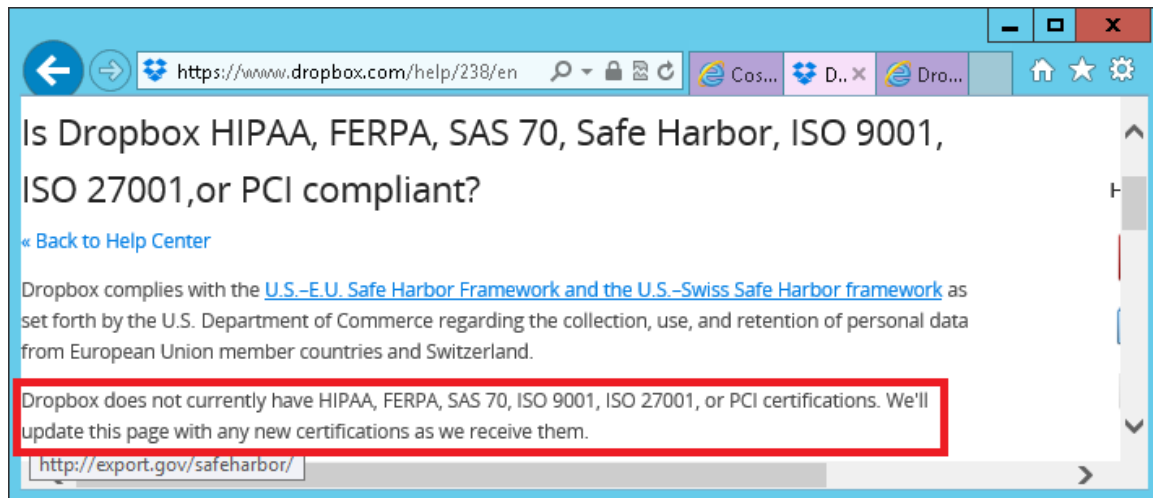 https://www.dropbox.com/help/238/en
Cos...
D..
Dro...
Is Dropbox HIPAA, FERPA, SAS 70, Safe Harbor, ISO 9001,
ISO 27001,or PCI compliant?
« Back to Help Center
Dropbox complies with the U.S.–E.U. Safe Harbor Framework and the U.S.–Swiss Safe Harbor framework as
set forth by the U.S. Department of Commerce regarding the collection, use, and retention of personal data
from European Union member countries and Switzerland.
Dropbox does not currently have HIPAA, FERPA, SAS 70, ISO 9001, ISO 27001, or PCI certifications. We'll
update this page with any new certifications as we receive them.
http://export.gov/safeharbor/